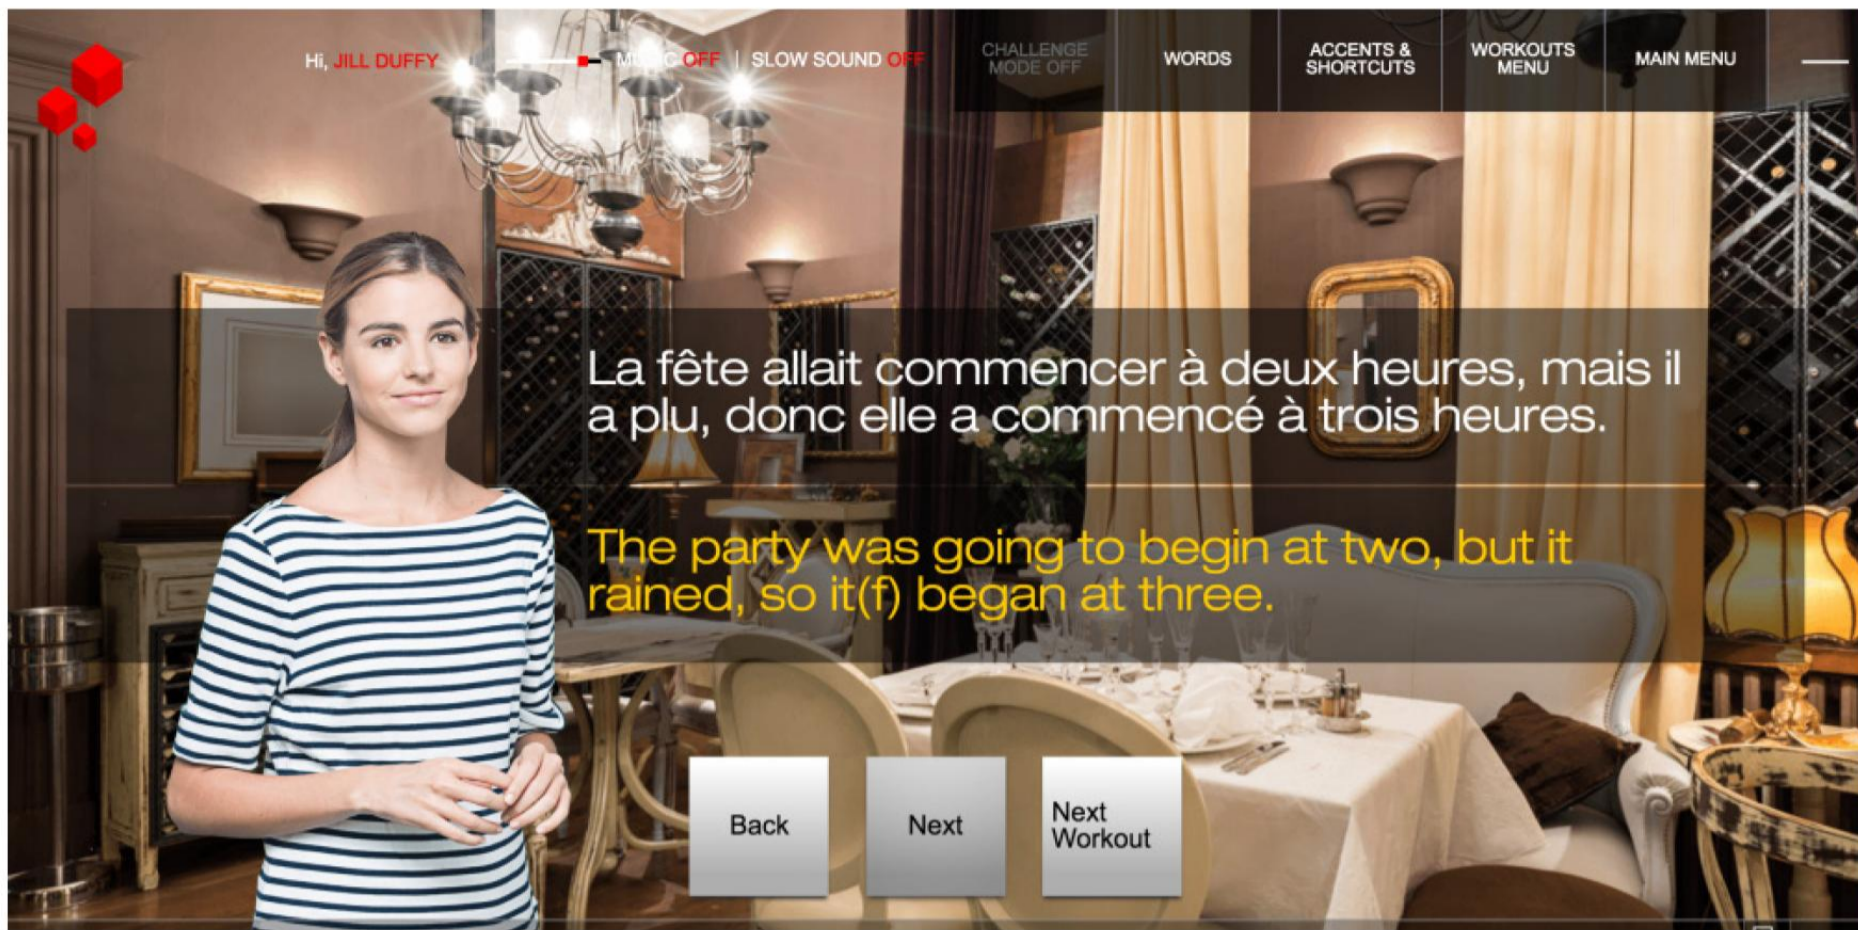 Hi, JILL DUFFY
MUSIC OFF | SLOW SOUND OFF
CHALLENGE
MODE OFF
WORDS
ACCENTS &
SHORTCUTS
WORKOUTS
MENU
MAIN MENU
La fête allait commencer à deux heures, mais il
a plu, donc elle a commencé à trois heures.
The party was going to begin at two, but it
rained, so it(f) began at three.
Back
Next
Next
Workout